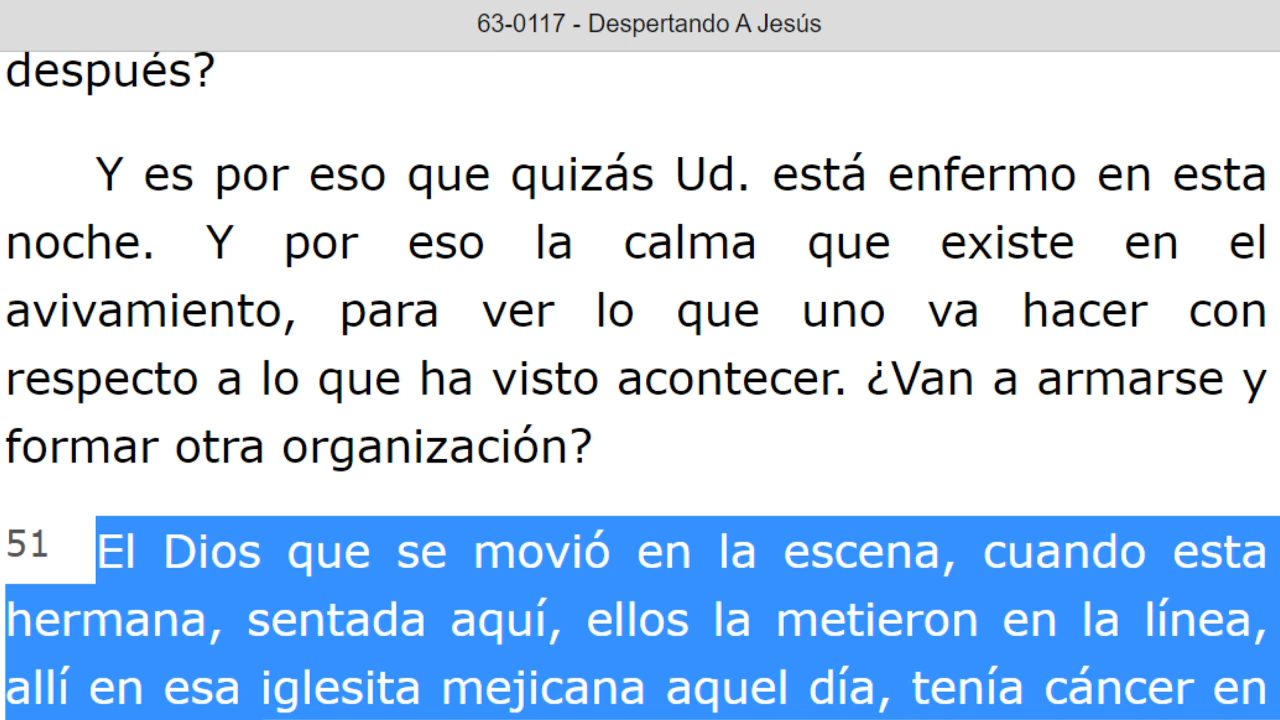 63-0117 - Despertando A Jesús
después?
Y es por eso que quizás Ud. está enfermo en esta
noche. Y por eso la calma que existe en el
avivamiento, para ver lo que uno va hacer con
respecto a lo que ha visto acontecer. ¿Van a armarse y
formar otra organización?
51 El Dios que se movió en la escena, cuando esta
hermana, sentada aquí, ellos la metieron en la línea,
allí en esa iglesita mejicana aquel día, tenía cáncer en